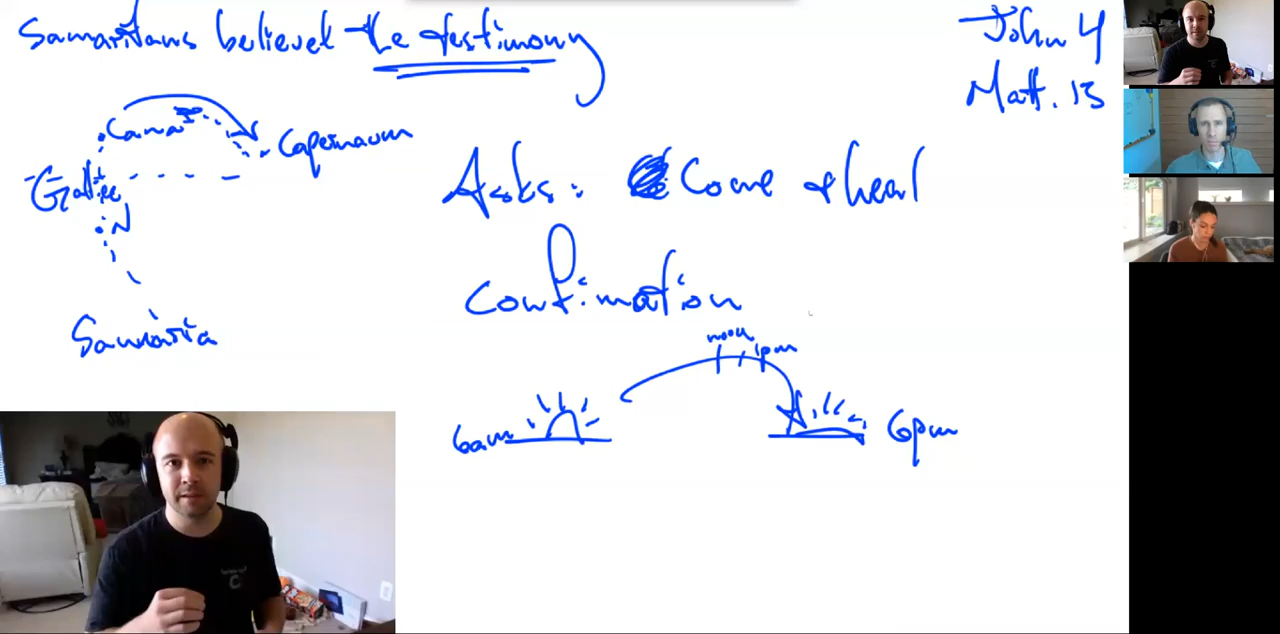 Samaritans believed the testimony
John 4
Matt. 13
Cana
Capernaum
Galilee
N
Samaria
Asks: Come & heal
Confirmation
noon
1pm
6am
6pm